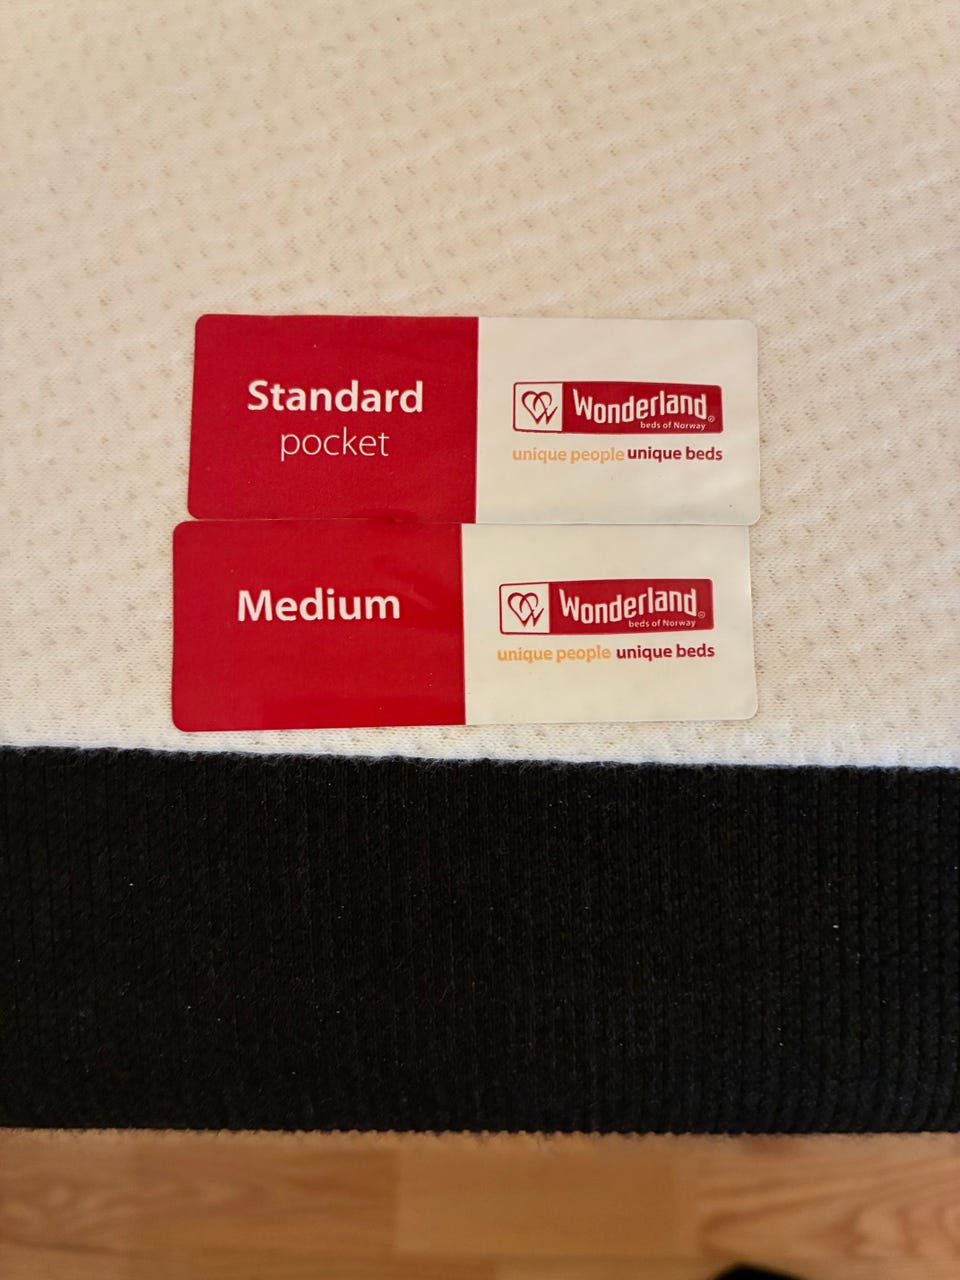 Standard
pocket
Wonderland®
beds of Norway
unique people unique beds
Medium
Wonderland®
beds of Norway
unique people unique beds